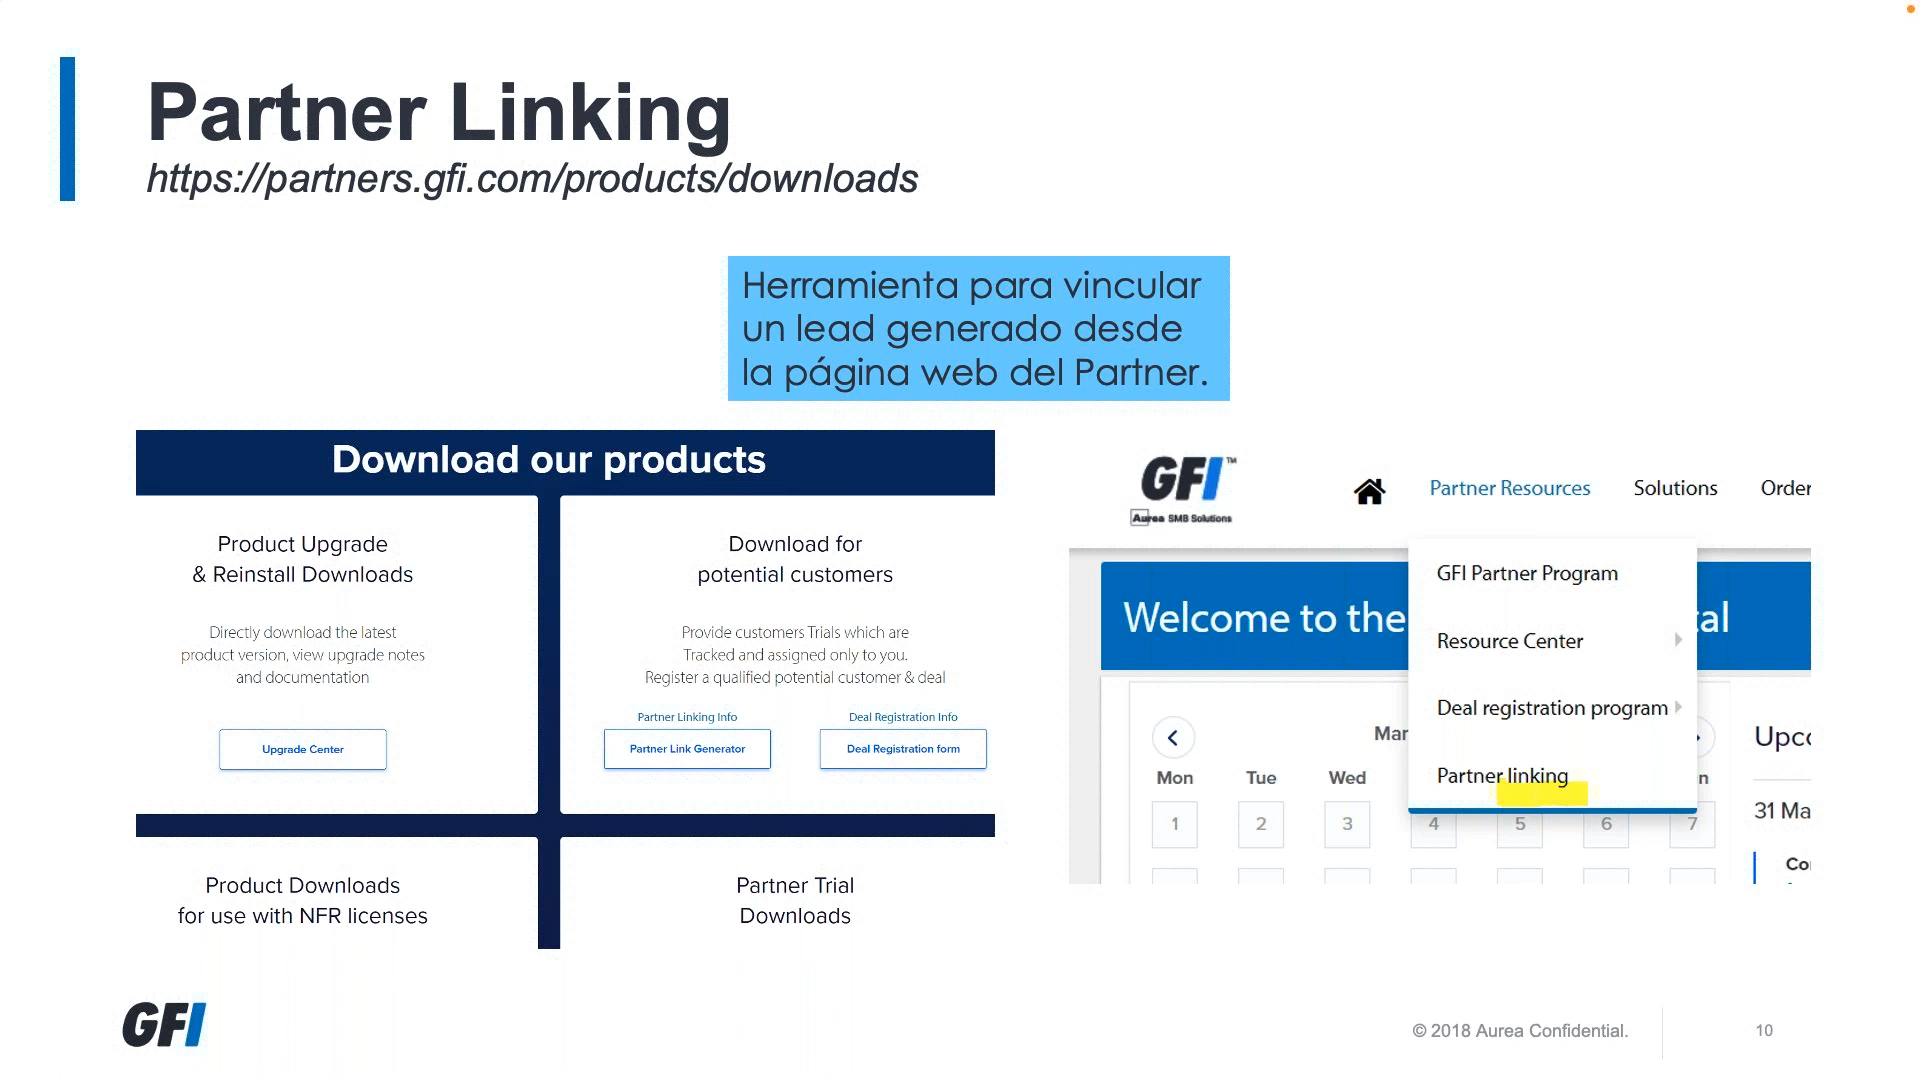 Partner Linking
https://partners.gfi.com/products/downloads
Herramienta para vincular
un lead generado desde
la página web del Partner.
Download our products
Product Upgrade
& Reinstall Downloads
Directly download the latest
product version, view upgrade notes
and documentation
Upgrade Center
Download for
potential customers
Provide customers Trials which are
Tracked and assigned only to you.
Register a qualified potential customer & deal
Partner Linking Info
Deal Registration Info
Partner Link Generator
Deal Registration form
Product Downloads
for use with NFR licenses
Partner Trial
Downloads
GFI™
Aurea SMB Solutions
Partner Resources
Solutions
Order
GFI Partner Program
Resource Center
Deal registration program
Partner linking
Welcome to the
tal
Mar
Mon Tue Wed
n
1 2 3 4 5 6 7
Upco
31 Ma
Co
GFI
© 2018 Aurea Confidential.
10